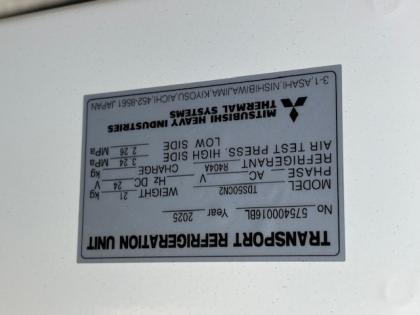 TRANSPORT REFRIGERATION UNIT
No 575400016BL Year 2025
MODEL TDS500CN2 WEIGHT 21 kg
PHASE AC V Hz DC 24 V
REFRIGERANT R404A CHARGE kg
AIR TEST PRESS. HIGH SIDE 3.24 MPa
LOW SIDE 2.26 MPa
MITSUBISHI HEAVY INDUSTRIES
THERMAL SYSTEMS
3-1,ASAHI,NISHIBIWAJIMA,KIYOSU,AICHI,452-8561,JAPAN